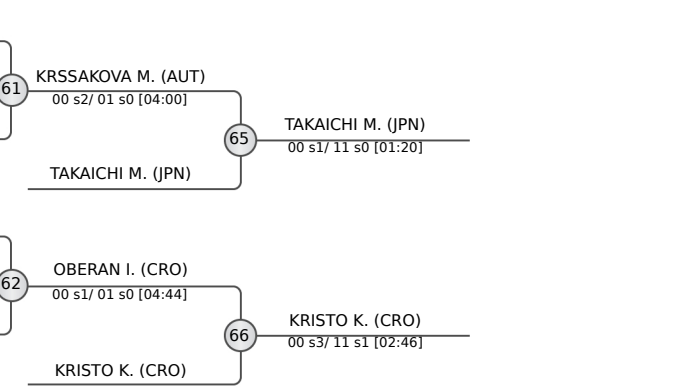 61
KRSSAKOVA M. (AUT)
00 s2/ 01 s0 [04:00]
65
TAKAICHI M. (JPN)
00 s1/ 11 s0 [01:20]
TAKAICHI M. (JPN)
62
OBERAN I. (CRO)
00 s1/ 01 s0 [04:44]
66
KRISTO K. (CRO)
00 s3/ 11 s1 [02:46]
KRISTO K. (CRO)